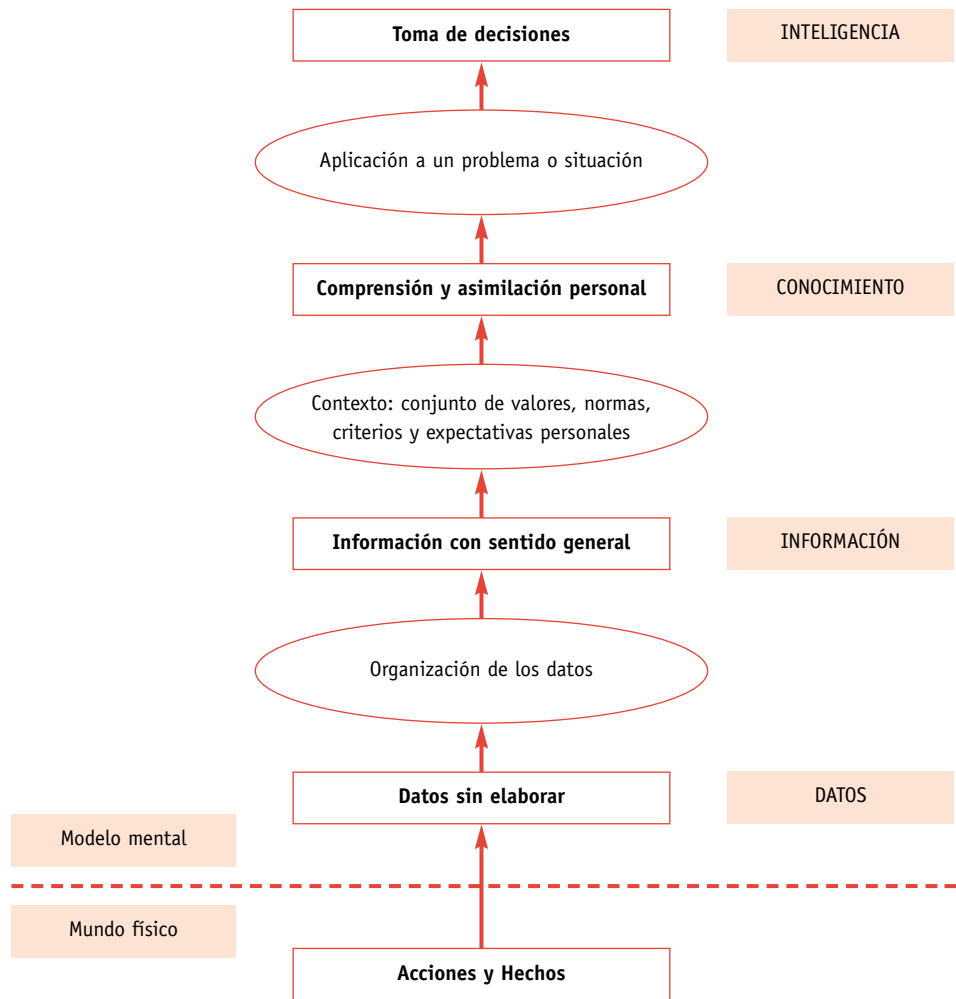 Toma de decisiones
INTELIGENCIA
Aplicación a un problema o situación
Comprensión y asimilación personal
CONOCIMIENTO
Contexto: conjunto de valores, normas,
criterios y expectativas personales
Información con sentido general
INFORMACIÓN
Organización de los datos
Datos sin elaborar
DATOS
Modelo mental
Mundo físico
Acciones y Hechos